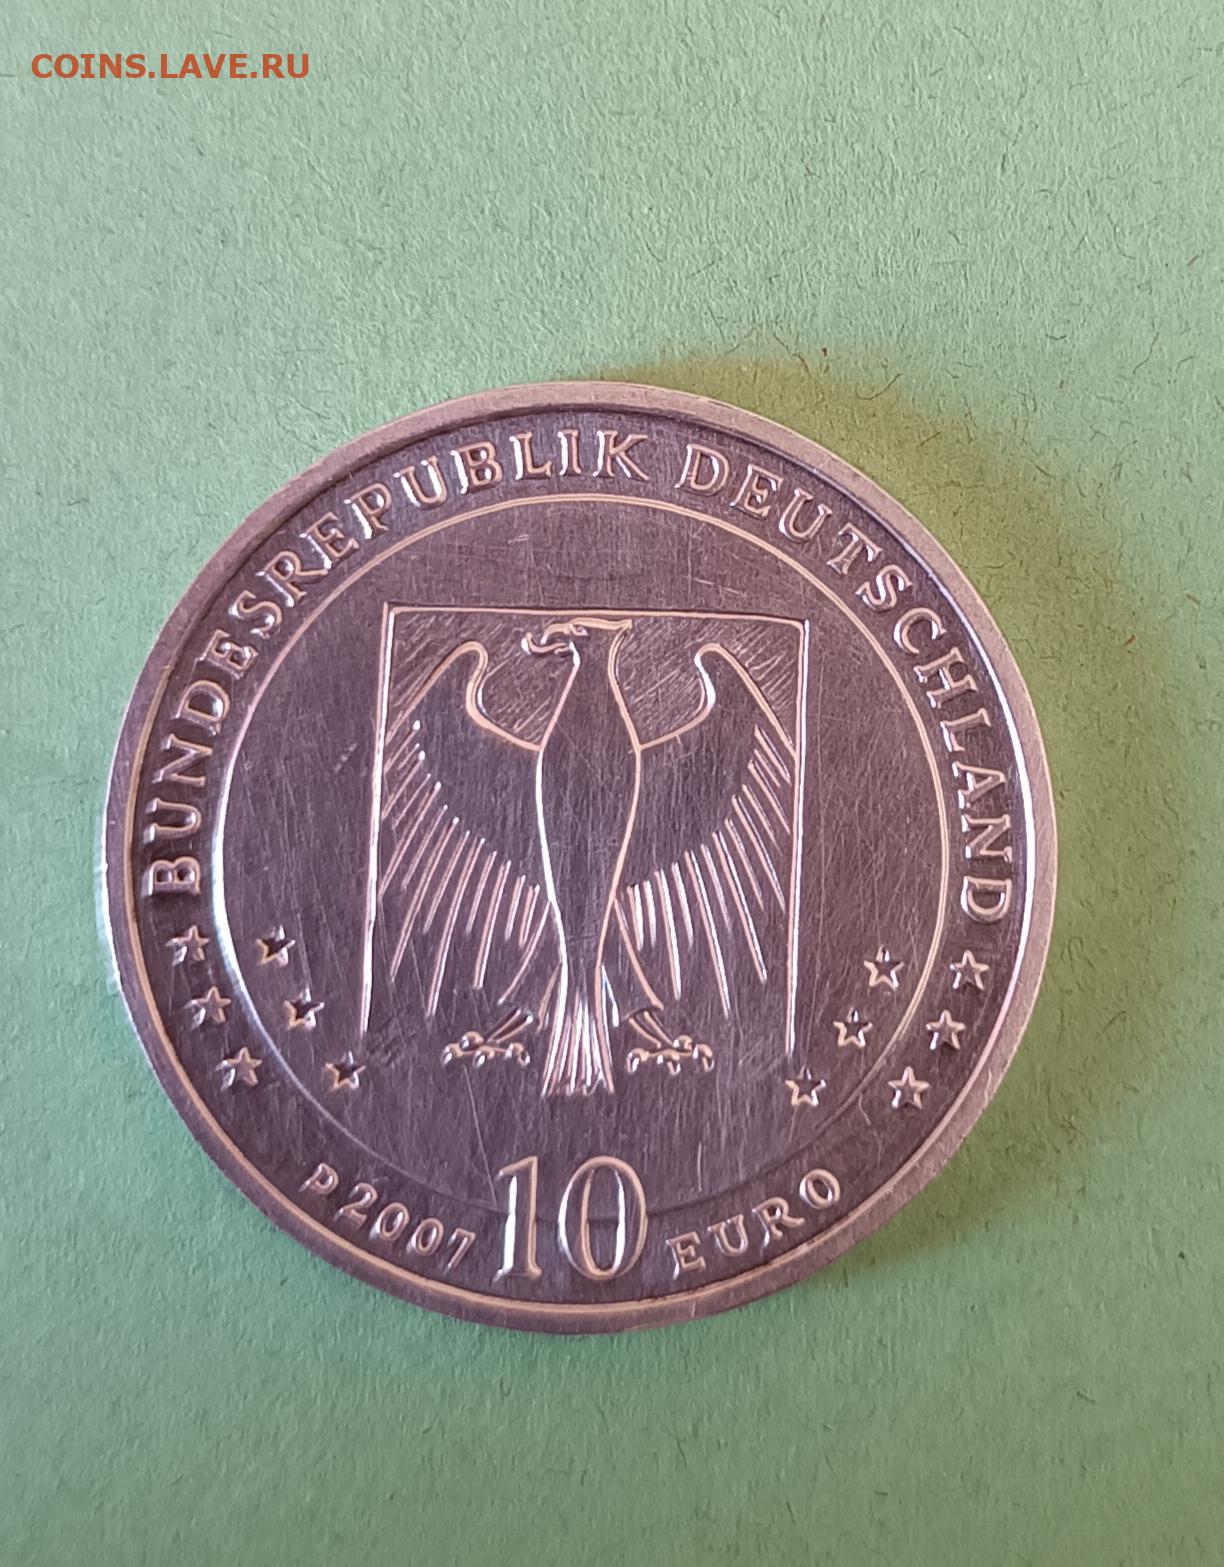 COINS.LAVE.RU
BUNDESREPUBLIK DEUTSCHLAND
P 2007 10 EURO